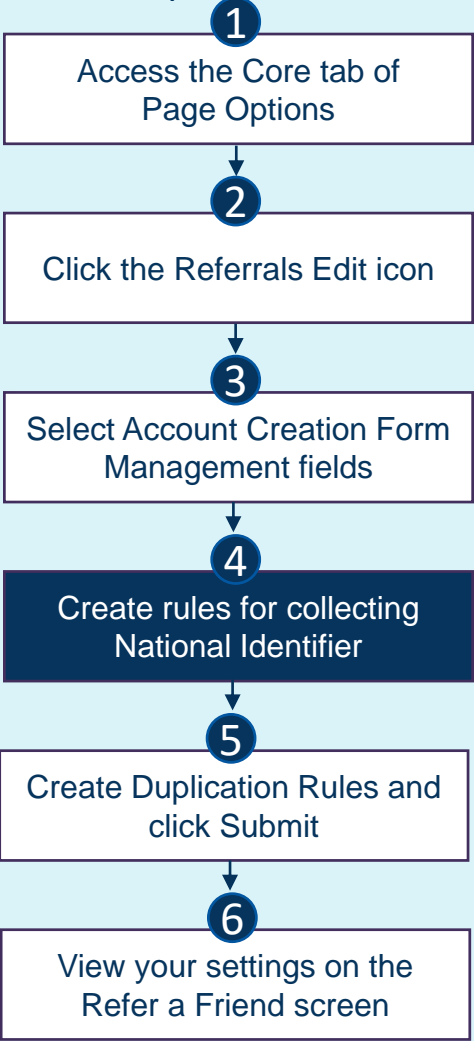 1
Access the Core tab of
Page Options
2
Click the Referrals Edit icon
3
Select Account Creation Form
Management fields
4
Create rules for collecting
National Identifier
5
Create Duplication Rules and
click Submit
6
View your settings on the
Refer a Friend screen